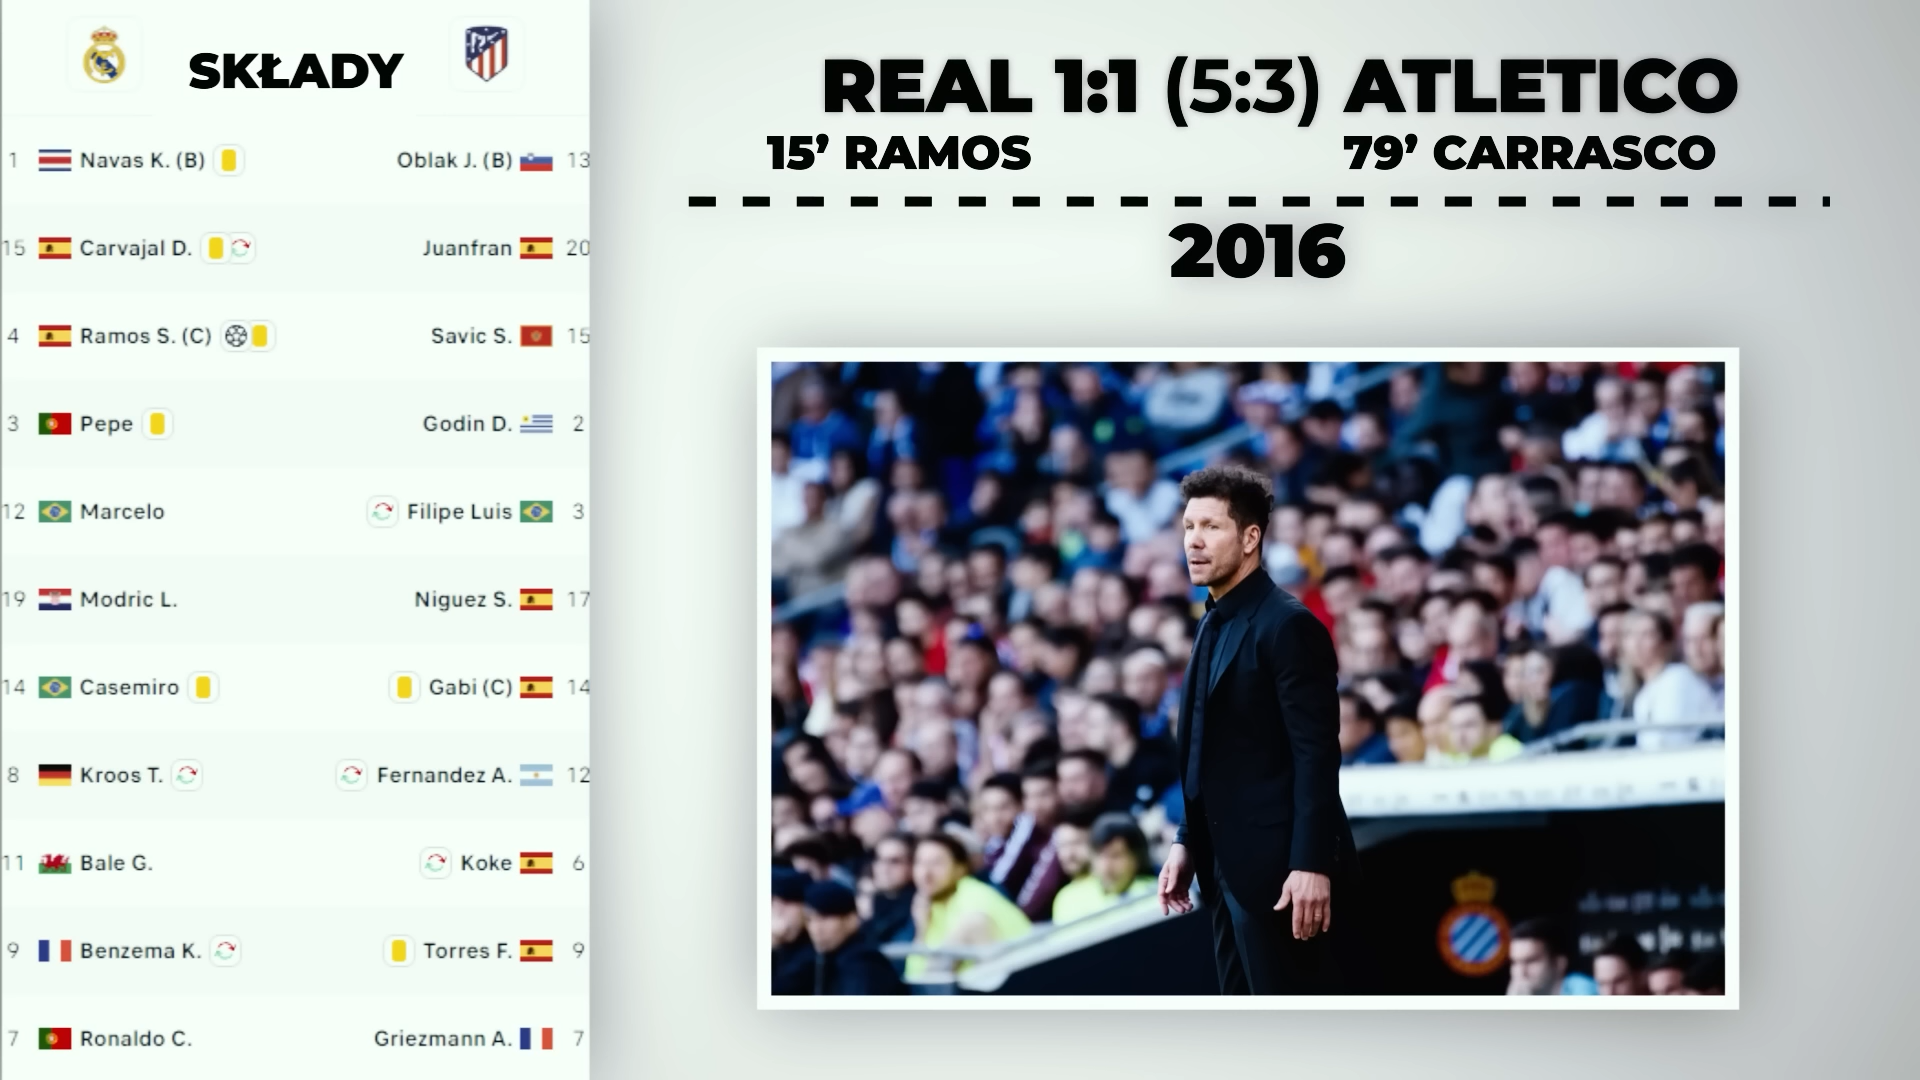 SKŁADY
1 Navas K. (B) Oblak J. (B) 13
15 Carvajal D. Juanfran 20
4 Ramos S. (C) Savic S. 15
3 Pepe Godin D. 2
12 Marcelo Filipe Luis 3
19 Modric L. Niguez S. 17
14 Casemiro Gabi (C) 14
8 Kroos T. Fernandez A. 12
11 Bale G. Koke 6
9 Benzema K. Torres F. 9
7 Ronaldo C. Griezmann A. 7
REAL 1:1 (5:3) ATLETICO
15’ RAMOS 79’ CARRASCO
2016